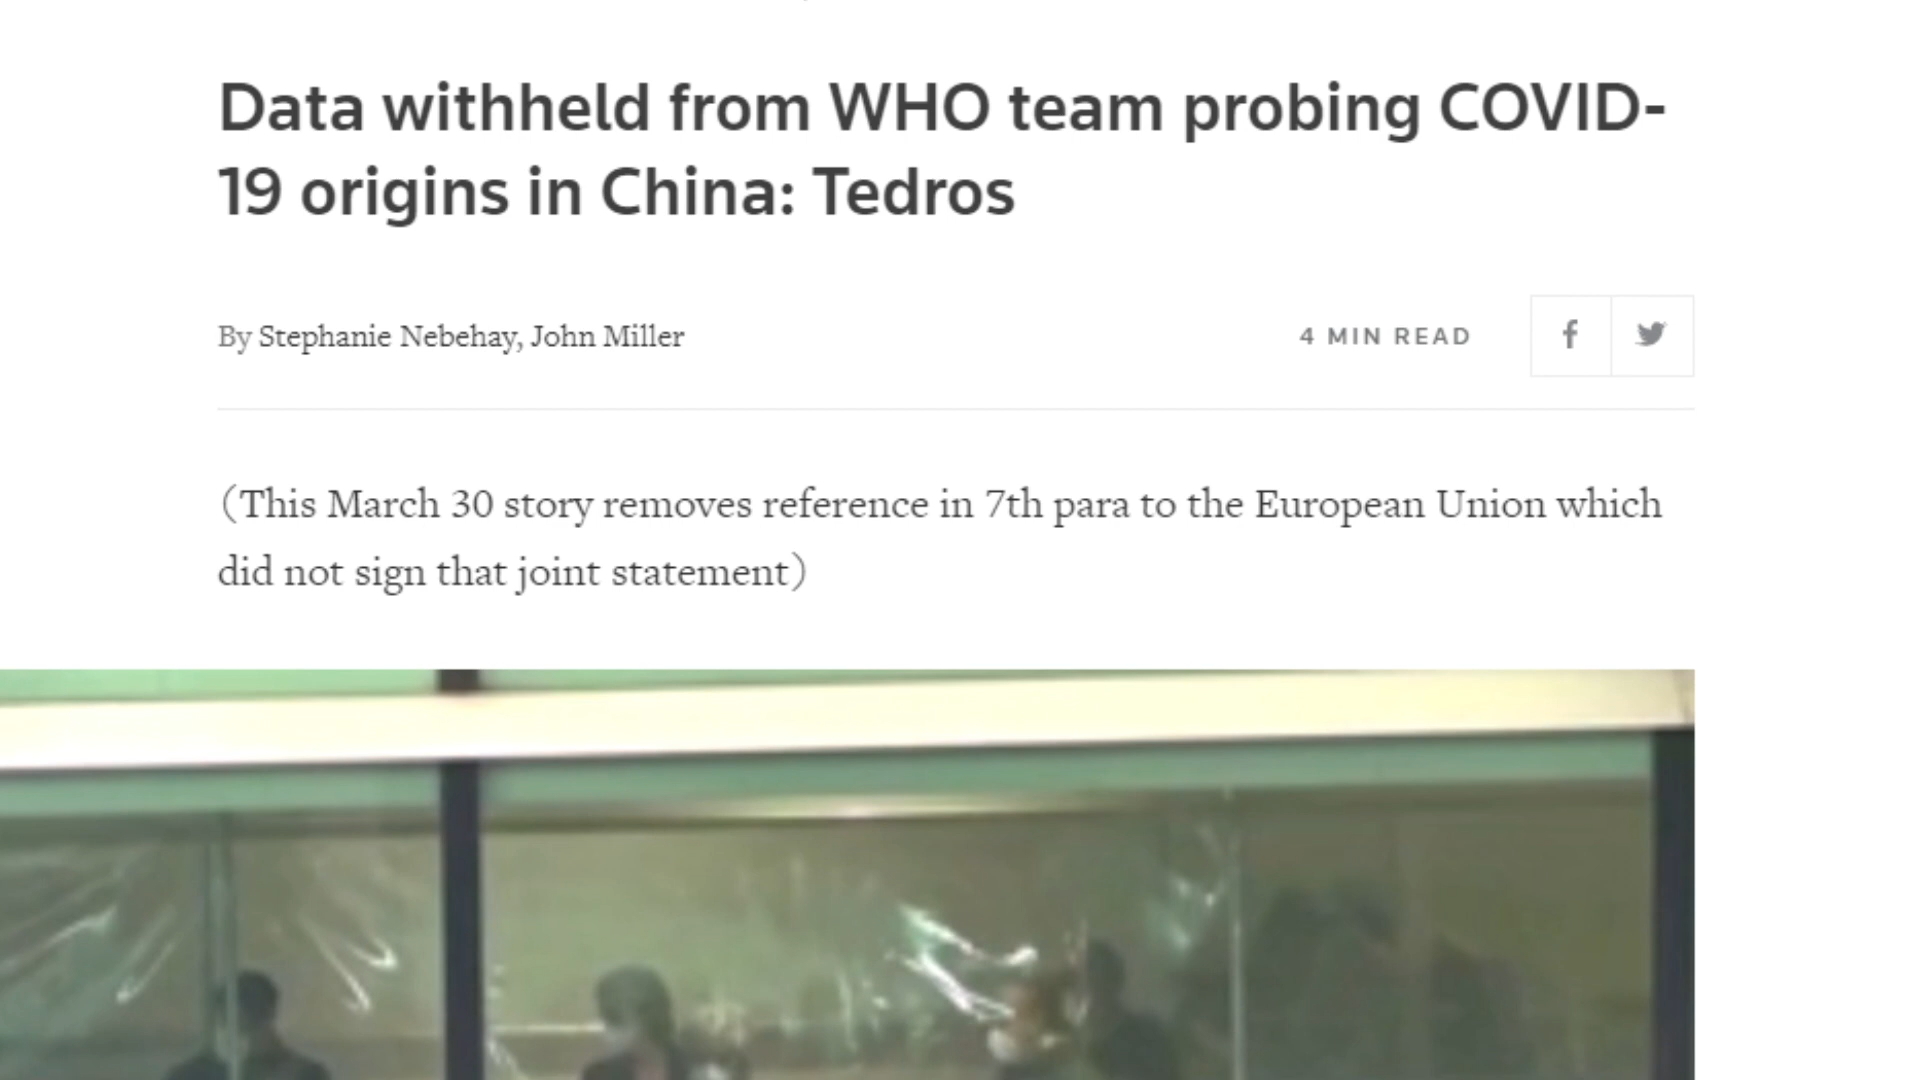 Data withheld from WHO team probing COVID-
19 origins in China: Tedros
By Stephanie Nebehay, John Miller
4 MIN READ
(This March 30 story removes reference in 7th para to the European Union which
did not sign that joint statement)